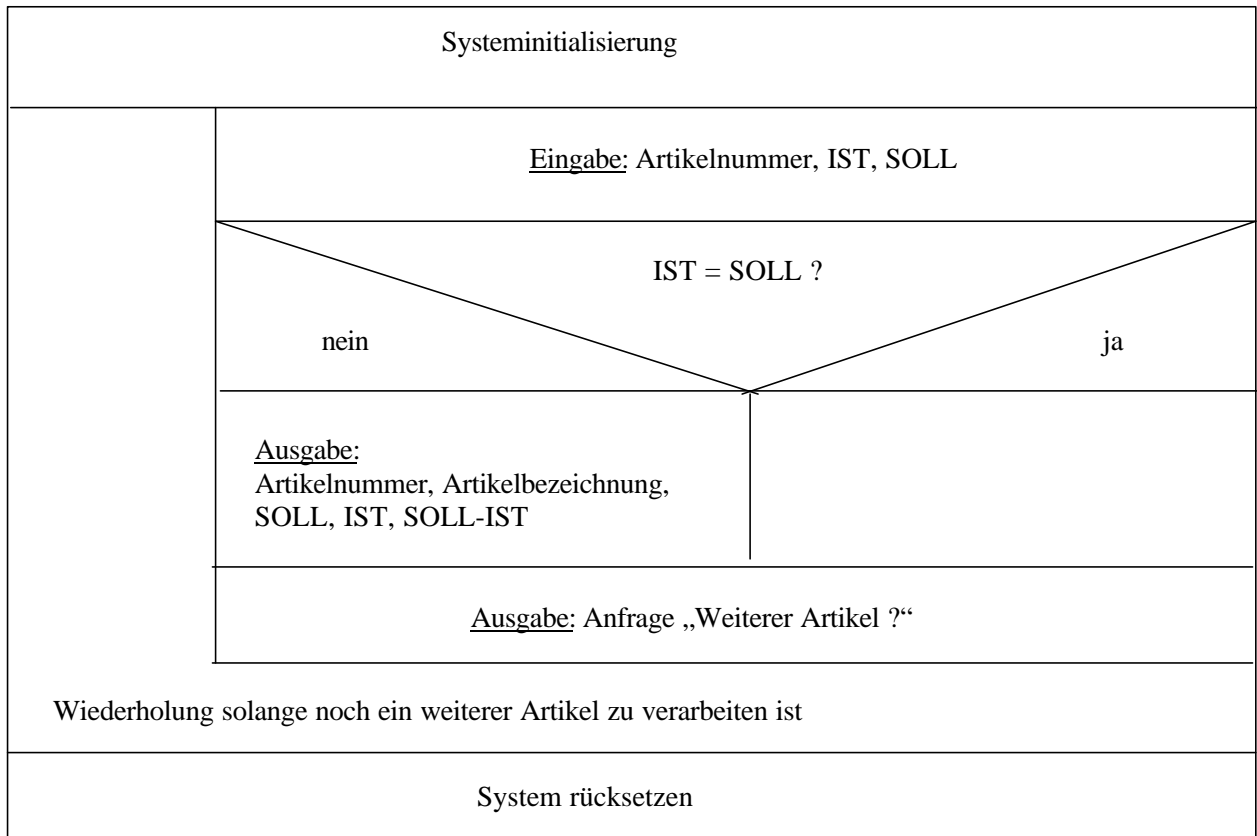 Systeminitialisierung
Eingabe: Artikelnummer, IST, SOLL
IST = SOLL ?
nein
ja
Ausgabe:
Artikelnummer, Artikelbezeichnung,
SOLL, IST, SOLL-IST
Ausgabe: Anfrage „Weiterer Artikel ?“
Wiederholung solange noch ein weiterer Artikel zu verarbeiten ist
System rücksetzen